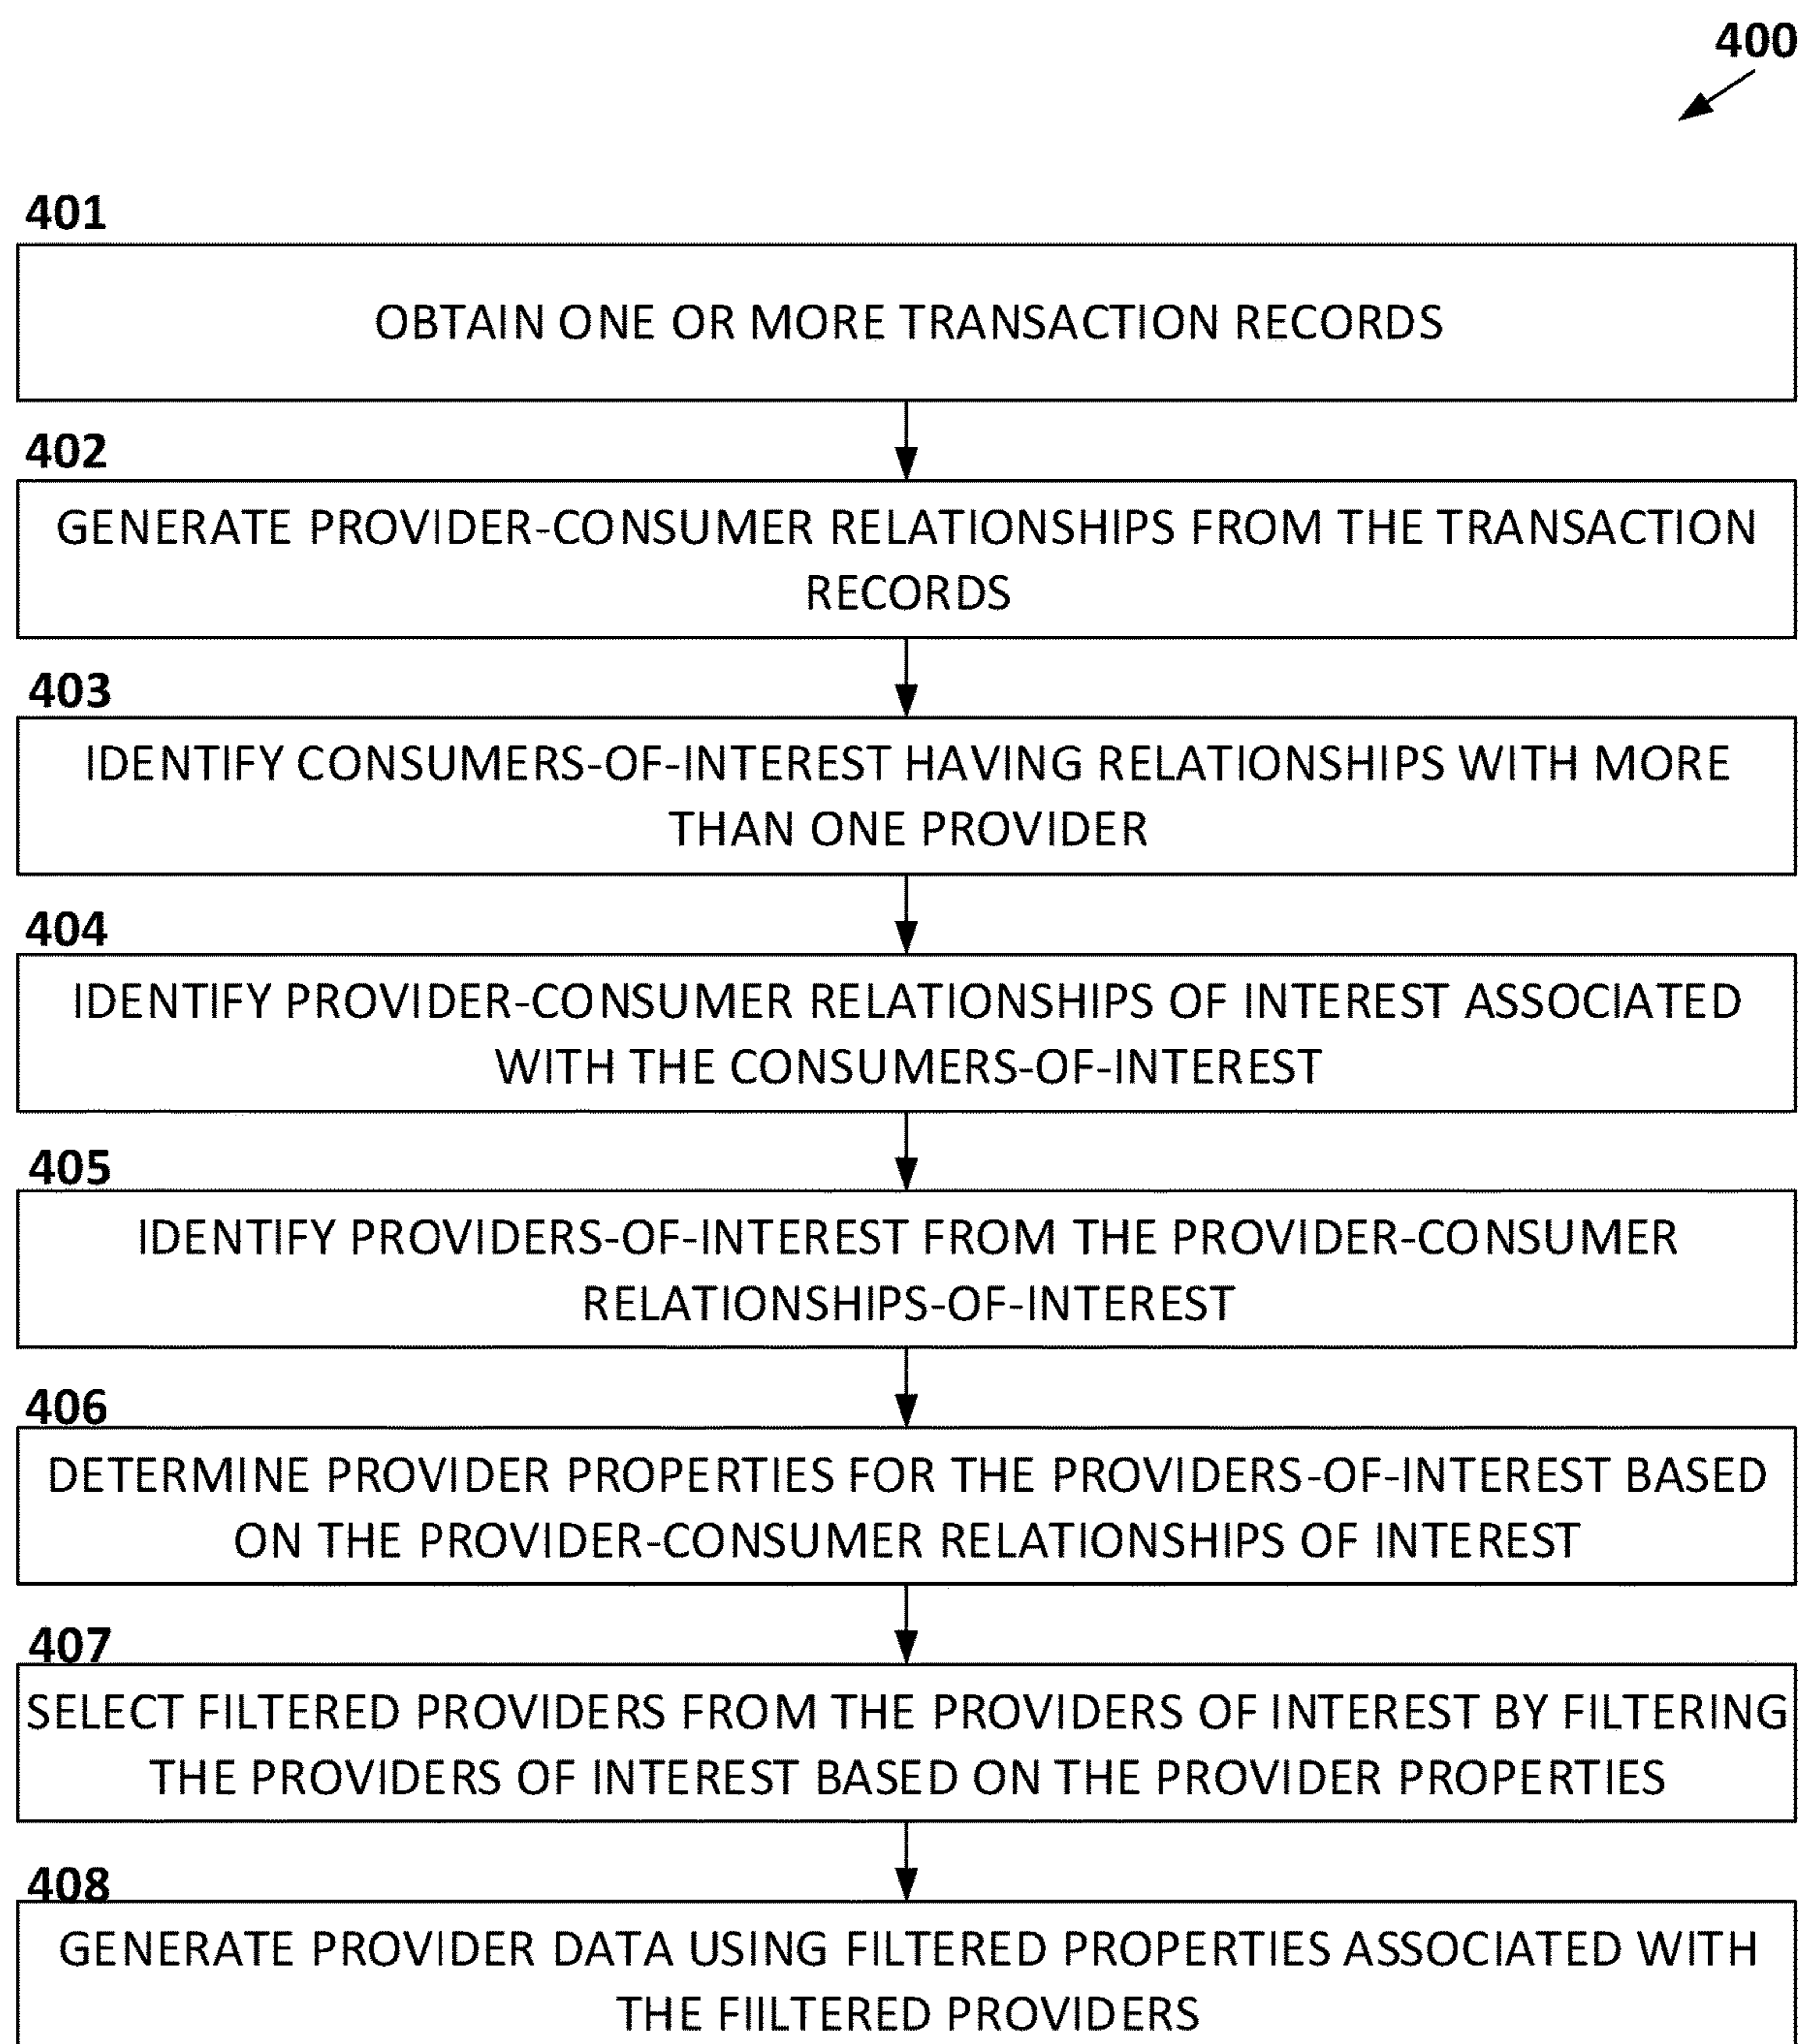 400
401
OBTAIN ONE OR MORE TRANSACTION RECORDS
402
GENERATE PROVIDER-CONSUMER RELATIONSHIPS FROM THE TRANSACTION
RECORDS
403
IDENTIFY CONSUMERS-OF-INTEREST HAVING RELATIONSHIPS WITH MORE
THAN ONE PROVIDER
404
IDENTIFY PROVIDER-CONSUMER RELATIONSHIPS OF INTEREST ASSOCIATED
WITH THE CONSUMERS-OF-INTEREST
405
IDENTIFY PROVIDERS-OF-INTEREST FROM THE PROVIDER-CONSUMER
RELATIONSHIPS-OF-INTEREST
406
DETERMINE PROVIDER PROPERTIES FOR THE PROVIDERS-OF-INTEREST BASED
ON THE PROVIDER-CONSUMER RELATIONSHIPS OF INTEREST
407
SELECT FILTERED PROVIDERS FROM THE PROVIDERS OF INTEREST BY FILTERING
THE PROVIDERS OF INTEREST BASED ON THE PROVIDER PROPERTIES
408
GENERATE PROVIDER DATA USING FILTERED PROPERTIES ASSOCIATED WITH
THE FIILTERED PROVIDERS